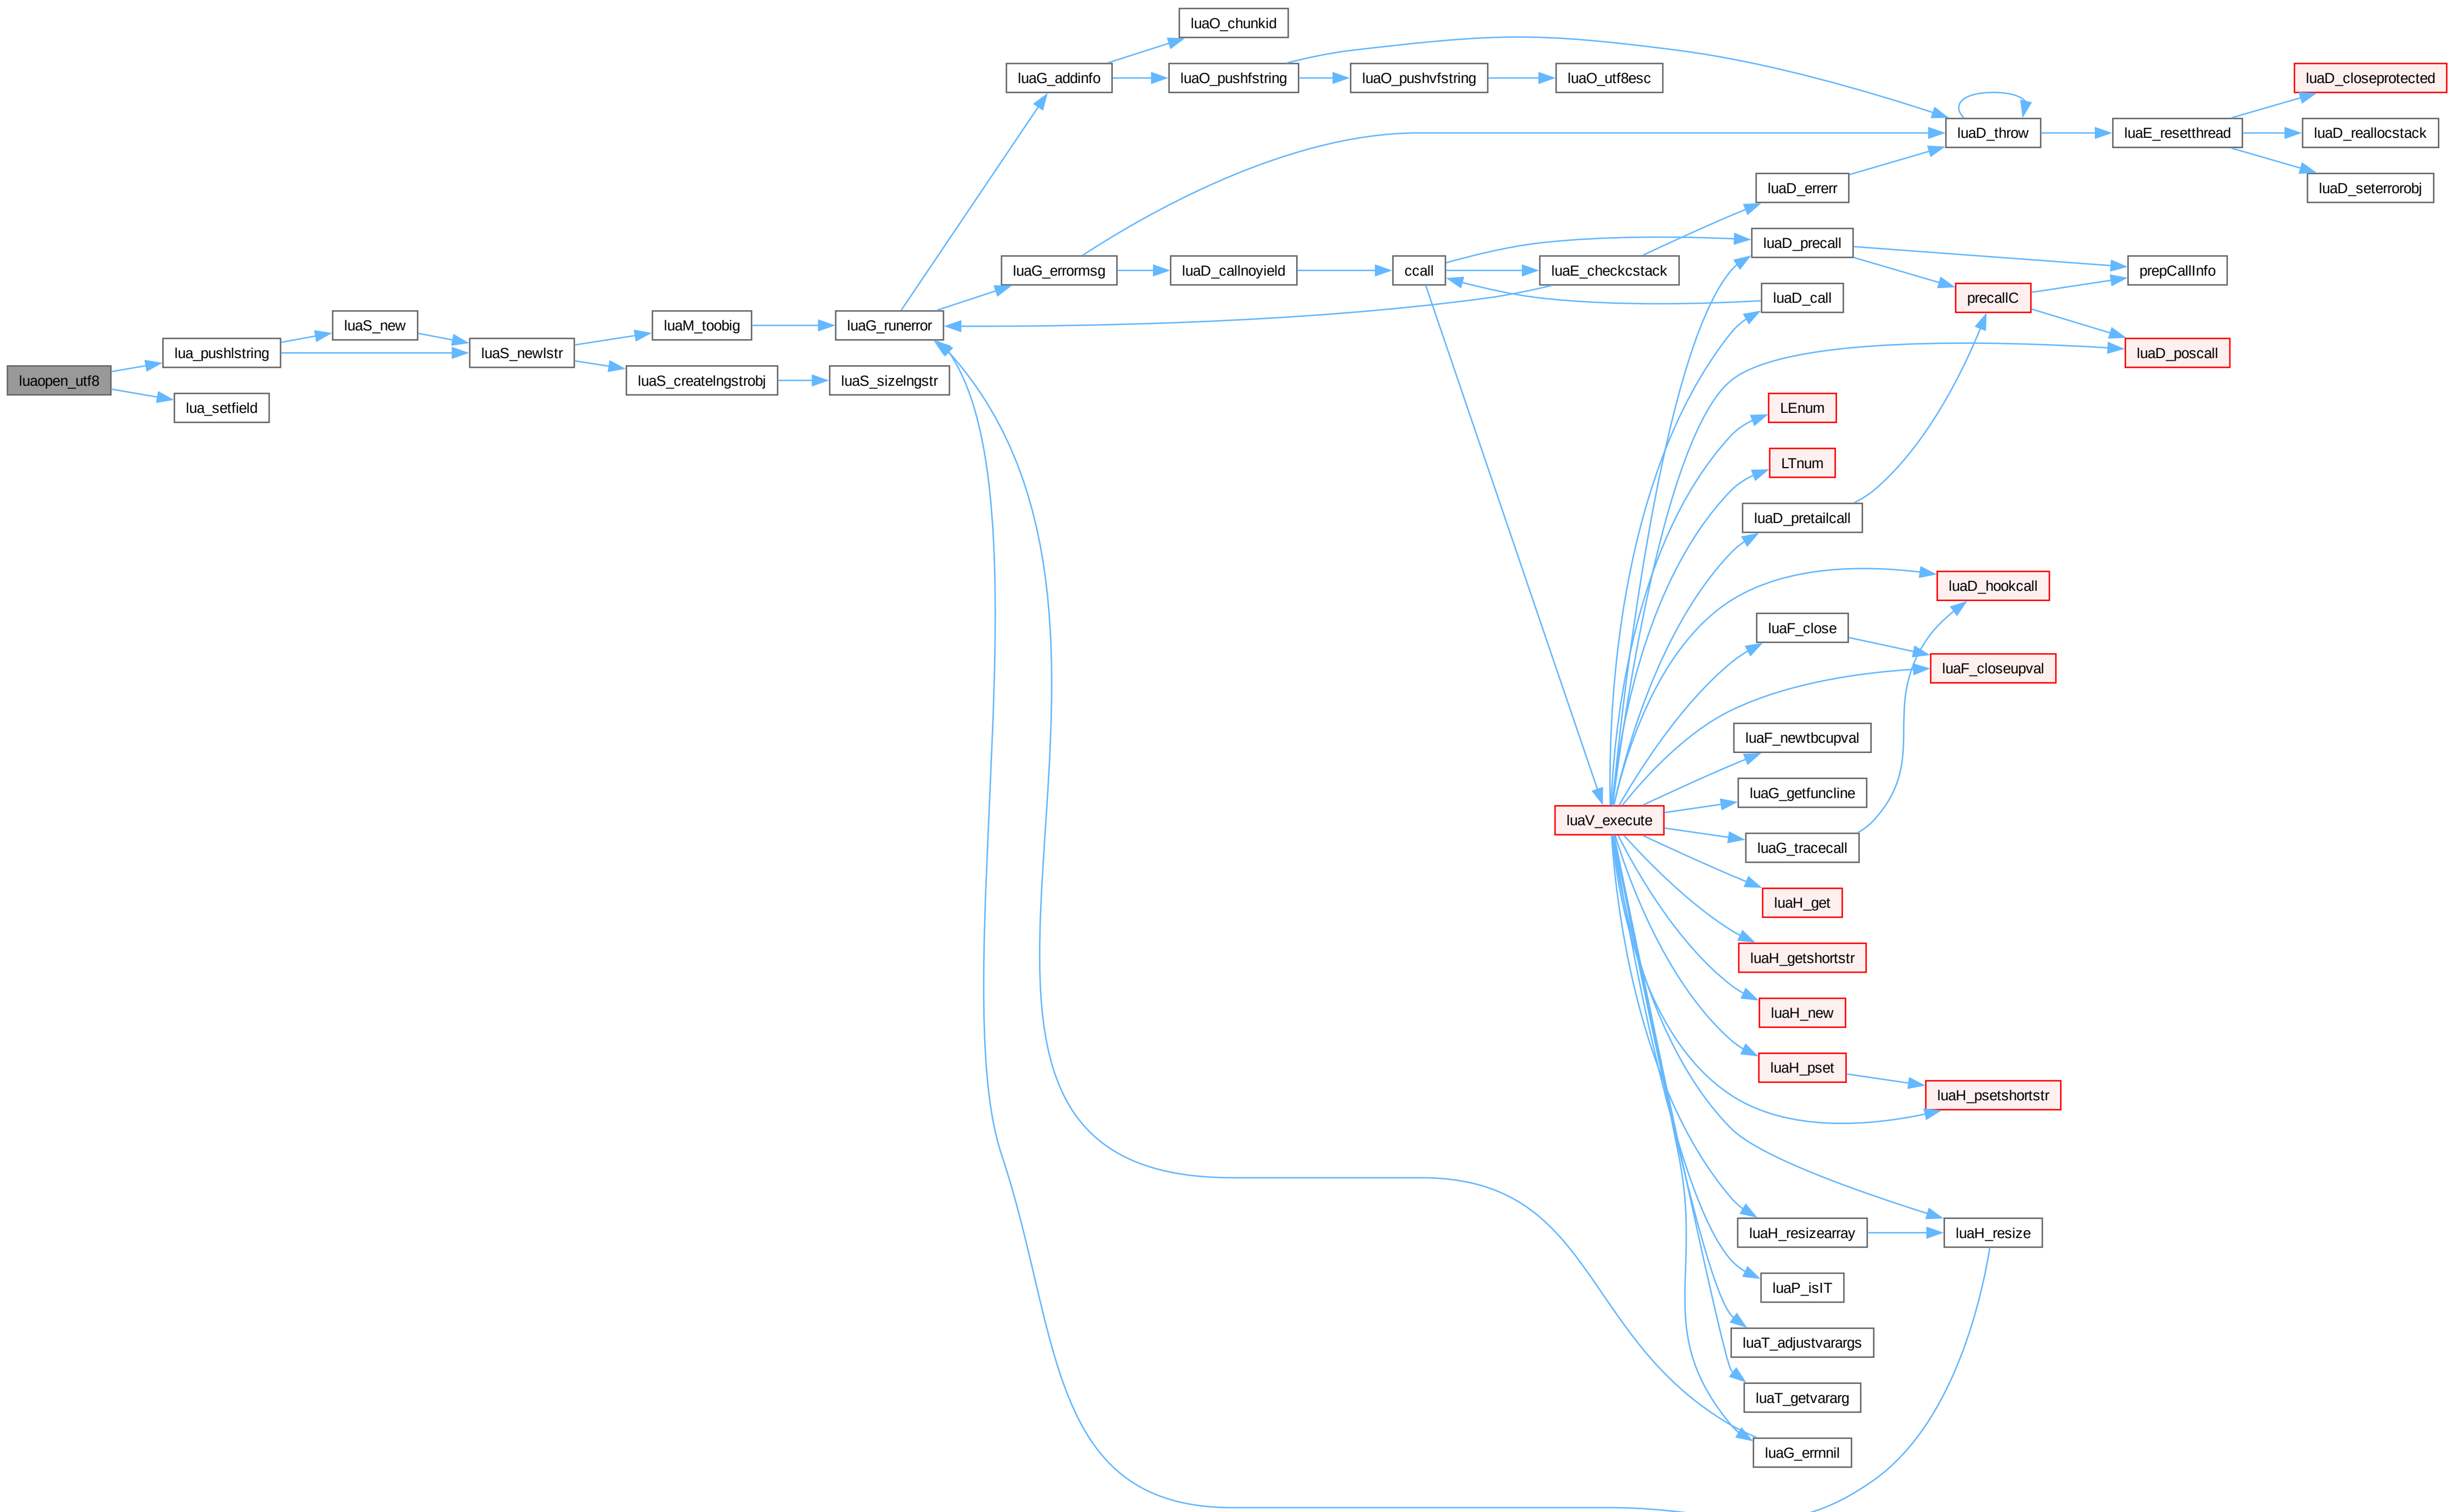 luaO_chunkid
luaG_addinfo
luaO_pushfstring
luaO_pushvfstring
luaO_utf8esc
luaD_closeprotected
luaD_throw
luaE_resetthread
luaD_reallocstack
luaD_errerr
luaD_seterrorobj
luaG_errormsg
luaD_callnoyield
ccall
luaE_checkcstack
luaD_precall
prepCallInfo
luaD_call
precallC
luaS_new
luaM_toobig
luaG_runerror
lua_pushlstring
luaS_newlstr
luaD_poscall
luaopen_utf8
luaS_createlngstrobj
luaS_sizelngstr
lua_setfield
LEnum
LTnum
luaD_pretailcall
luaD_hookcall
luaF_close
luaF_closeupval
luaF_newtbcupval
luaG_getfuncline
luaV_execute
luaG_tracecall
luaH_get
luaH_getshortstr
luaH_new
luaH_pset
luaH_psetshortstr
luaH_resizearray
luaH_resize
luaP_isIT
luaT_adjustvarargs
luaT_getvararg
luaG_errnnil